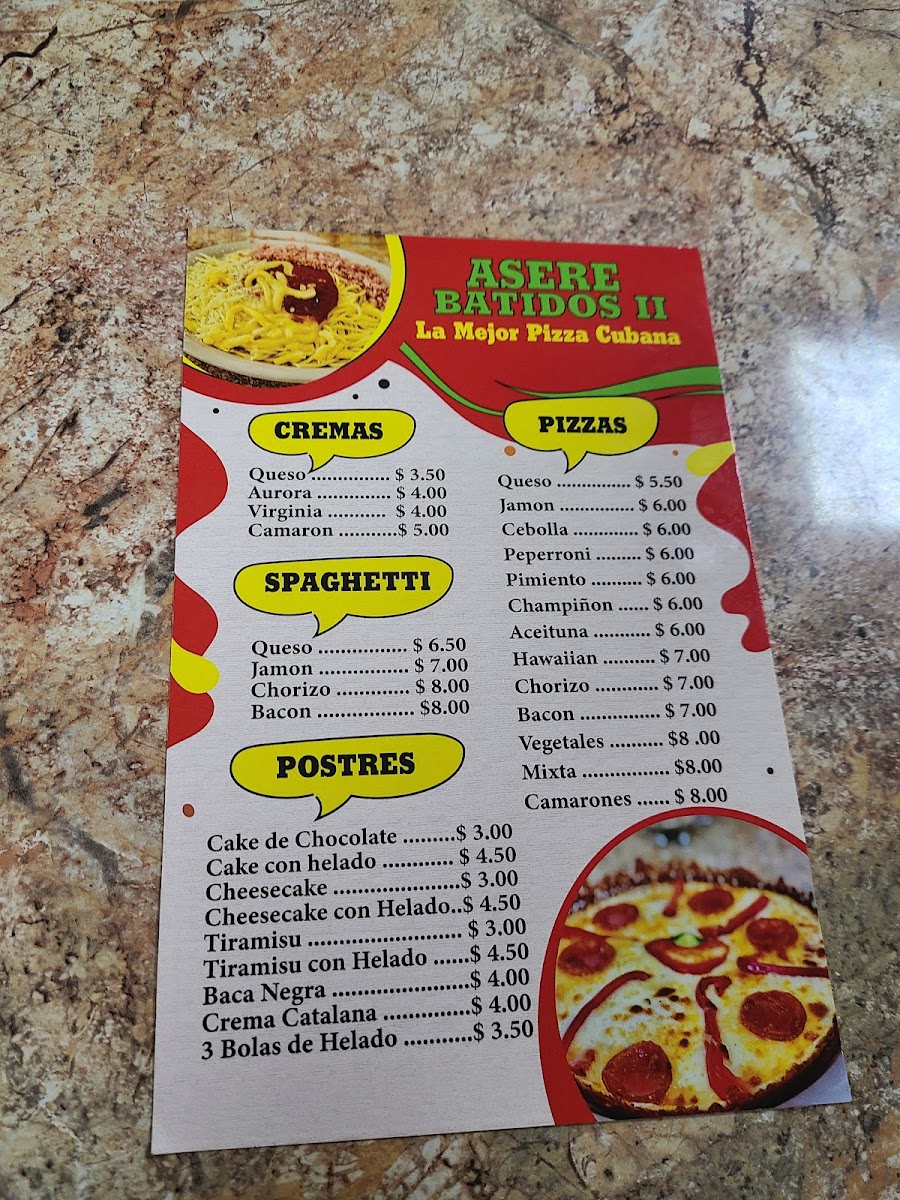 ASERE
BATIDOS II
La Mejor Pizza Cubana
CREMAS
Queso ............... $ 3.50
Aurora .............. $ 4.00
Virginia ........... $ 4.00
Camaron ...........$ 5.00
SPAGHETTI
Queso ................. $ 6.50
Jamon ................. $ 7.00
Chorizo .............. $ 8.00
Bacon .................. $8.00
POSTRES
Cake de Chocolate .........$ 3.00
Cake con helado ............ $ 4.50
Cheesecake ......................$ 3.00
Cheesecake con Helado..$ 4.50
Tiramisu ........................ $ 3.00
Tiramisu con Helado ......$ 4.50
Baca Negra ......................$ 4.00
Crema Catalana ..............$ 4.00
3 Bolas de Helado ............$ 3.50
PIZZAS
Queso .............. $ 5.50
Jamon ................ $ 6.00
Cebolla .............. $ 6.00
Peperroni ......... $ 6.00
Pimiento .......... $ 6.00
Champiñon ...... $ 6.00
Aceituna ........... $ 6.00
Hawaiian .......... $ 7.00
Chorizo ............ $ 7.00
Bacon ............... $ 7.00
Vegetales .......... $8 .00
Mixta ................. $8.00
Camarones ...... $ 8.00